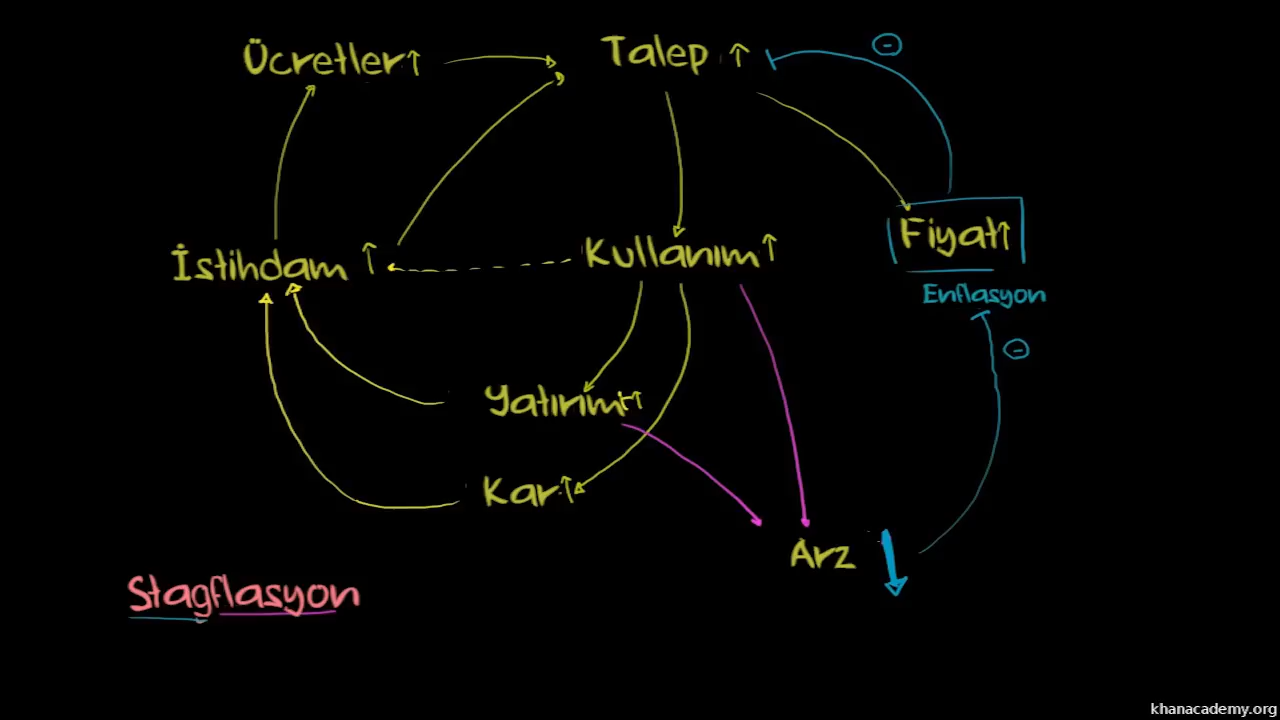 Ücretler↑
Talep ↑
-
Fiyat↑
İstihdam ↑
Kullanım↑
Enflasyon
-
Yatırım↑
Kar↑
Arz ↓
Stagflasyon
khanacademy.org